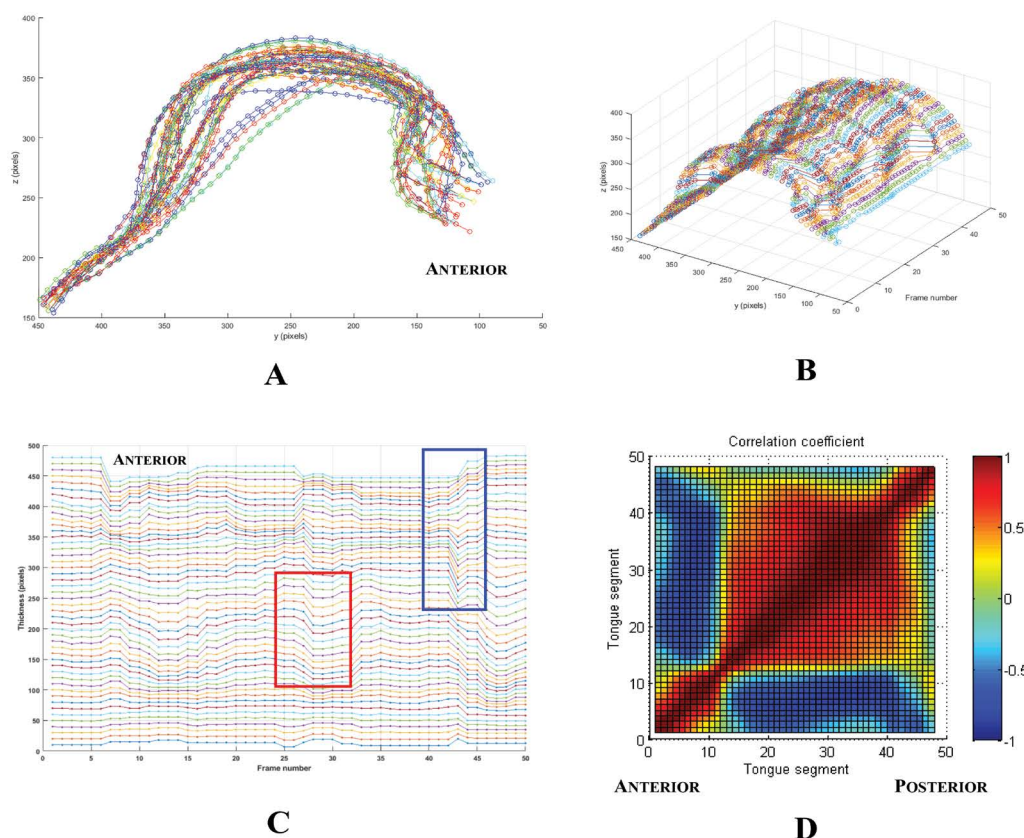 400
350
300
250
200
150
z (pixels)
450 400 350 300 250 200 150 100 50
y (pixels)
ANTERIOR
A
400
350
300
250
200
150
z (pixels)
450 400 350 300 250 200 150 100 50
y (pixels)
0 10 20 30 40 50
Frame number
B
500
450
400
350
300
250
200
150
100
50
0
Thickness (pixels)
ANTERIOR
0 5 10 15 20 25 30 35 40 45 50
Frame number
C
Correlation coefficient
50
40
30
20
10
0
Tongue segment
0 10 20 30 40 50
Tongue segment
1
0.5
0
-0.5
-1
ANTERIOR POSTERIOR
D